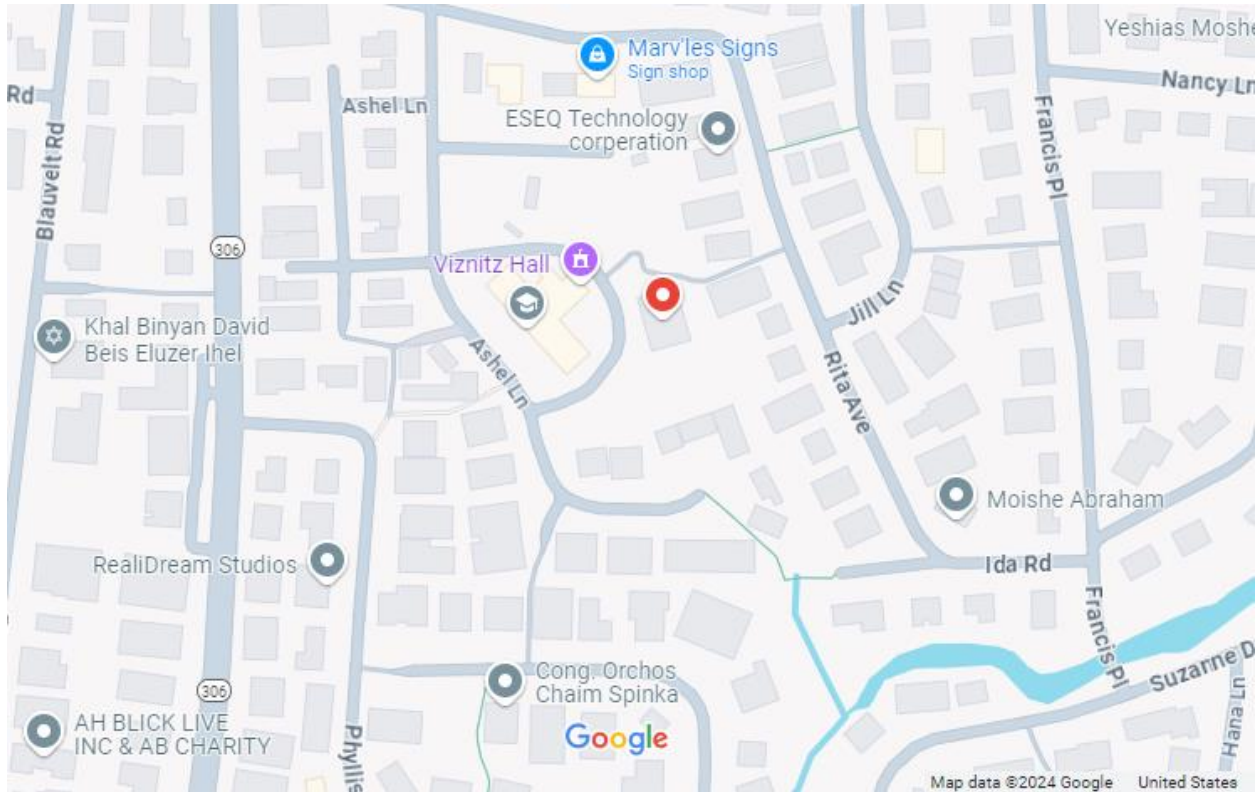 Yeshias Moshe
Marv'les Signs
Sign shop
Rd
Ashel Ln
Nancy Ln
ESEQ Technology
corperation
Francis Pl
Blauvelt Rd
306
Viznitz Hall
Jill Ln
Khal Binyan David
Beis Eluzer Ihel
Ashel Ln
Rita Ave
Moishe Abraham
RealiDream Studios
Ida Rd
Francis Pl
Suzanne D
Cong. Orchos
Chaim Spinka
306
AH BLICK LIVE
INC & AB CHARITY
Phyllis
Google
Hana Ln
Map data ©2024 Google United States